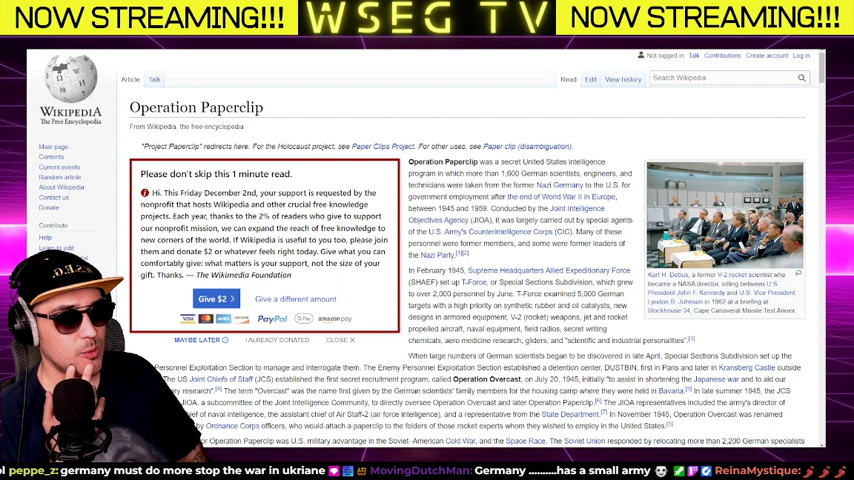 NOW STREAMING!!! WSEG TV NOW STREAMING!!!
Not logged in Talk Contributions Create account Log in
Article Talk Read Edit View history Search Wikipedia
WIKIPEDIA
The Free Encyclopedia
Main page
Contents
Current events
Random article
About Wikipedia
Contact us
Donate
Contribute
Help
Learn to edit
Operation Paperclip
From Wikipedia, the free encyclopedia
"Project Paperclip" redirects here. For the Holocaust project, see Paper Clips Project. For other uses, see Paper clip (disambiguation).
Please don't skip this 1 minute read.
Hi. This Friday December 2nd, your support is requested by the
nonprofit that hosts Wikipedia and other crucial free knowledge
projects. Each year, thanks to the 2% of readers who give to support
our nonprofit mission, we can expand the reach of free knowledge to
new corners of the world. If Wikipedia is useful to you too, please join
them and donate $2 or whatever feels right today. Give what you can
comfortably give: what matters is your support, not the size of your
gift. Thanks. — The Wikimedia Foundation
Give $2 › Give a different amount
VISA PayPal G Pay amazon pay
MAYBE LATER I ALREADY DONATED CLOSE ✕
Operation Paperclip was a secret United States intelligence
program in which more than 1,600 German scientists, engineers, and
technicians were taken from the former Nazi Germany to the U.S. for
government employment after the end of World War II in Europe,
between 1945 and 1959. Conducted by the Joint Intelligence
Objectives Agency (JIOA), it was largely carried out by special agents
of the U.S. Army's Counterintelligence Corps (CIC). Many of these
personnel were former members, and some were former leaders of
the Nazi Party.[1][2]
In February 1945, Supreme Headquarters Allied Expeditionary Force
(SHAEF) set up T-Force, or Special Sections Subdivision, which grew
to over 2,000 personnel by June. T-Force examined 5,000 German
targets with a high priority on synthetic rubber and oil catalysts, new
designs in armored equipment, V-2 (rocket) weapons, jet and rocket
propelled aircraft, naval equipment, field radios, secret writing
chemicals, aero medicine research, gliders, and "scientific and industrial personalities".[3]
Kurt H. Debus, a former V-2 rocket scientist who
became a NASA director, sitting between U.S.
President John F. Kennedy and U.S. Vice President
Lyndon B. Johnson in 1962 at a briefing at
Blockhouse 34, Cape Canaveral Missile Test Annex.
When large numbers of German scientists began to be discovered in late April, Special Sections Subdivision set up the
Personnel Exploitation Section to manage and interrogate them. The Enemy Personnel Exploitation Section established a detention center, DUSTBIN, first in Paris and later in Kransberg Castle outside
US Joint Chiefs of Staff (JCS) established the first secret recruitment program, called Operation Overcast, on July 20, 1945, initially "to assist in shortening the Japanese war and to aid our
research".[4] The term "Overcast" was the name first given by the German scientists' family members for the housing camp where they were held in Bavaria.[5] In late summer 1945, the JCS
JIOA, a subcommittee of the Joint Intelligence Community, to directly oversee Operation Overcast and later Operation Paperclip.[6] The JIOA representatives included the army's director of
of naval intelligence, the assistant chief of Air Staff-2 (air force intelligence), and a representative from the State Department.[7] In November 1945, Operation Overcast was renamed
Ordnance Corps officers, who would attach a paperclip to the folders of those rocket experts whom they wished to employ in the United States.
or Operation Paperclip was U.S. military advantage in the Soviet–American Cold War, and the Space Race. The Soviet Union responded by relocating more than 2,200 German specialists
peppe_z: germany must do more stop the war in ukriane MovingDutchMan: Germany ..........has a small army ReinaMystique: